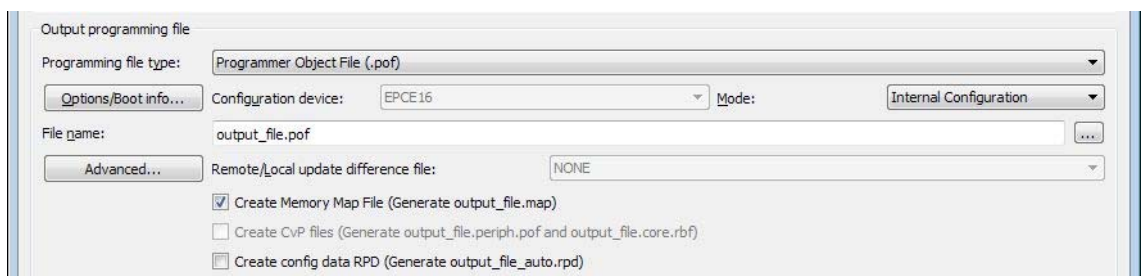 Output programming file
Programming file type: Programmer Object File (.pof)
Options/Boot info... Configuration device: EPCE16 Mode: Internal Configuration
File name: output_file.pof ...
Advanced... Remote/Local update difference file: NONE
Create Memory Map File (Generate output_file.map)
Create CvP files (Generate output_file.periph.pof and output_file.core.rbf)
Create config data RPD (Generate output_file_auto.rpd)